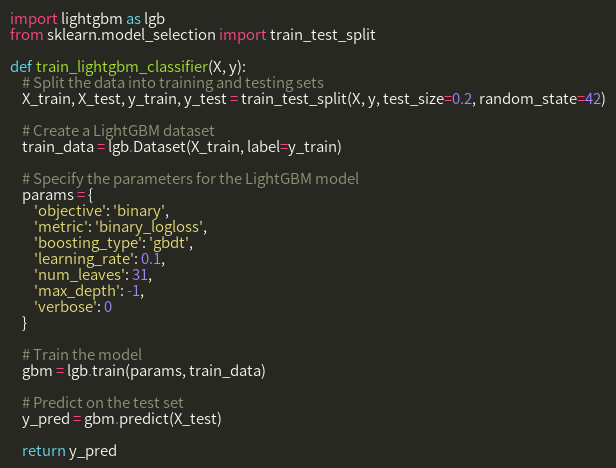 import lightgbm as lgb
from sklearn.model_selection import train_test_split

def train_lightgbm_classifier(X, y):
    # Split the data into training and testing sets
    X_train, X_test, y_train, y_test = train_test_split(X, y, test_size=0.2, random_state=42)

    # Create a LightGBM dataset
    train_data = lgb.Dataset(X_train, label=y_train)

    # Specify the parameters for the LightGBM model
    params = {
        'objective': 'binary',
        'metric': 'binary_logloss',
        'boosting_type': 'gbdt',
        'learning_rate': 0.1,
        'num_leaves': 31,
        'max_depth': -1,
        'verbose': 0
    }

    # Train the model
    gbm = lgb.train(params, train_data)

    # Predict on the test set
    y_pred = gbm.predict(X_test)

    return y_pred